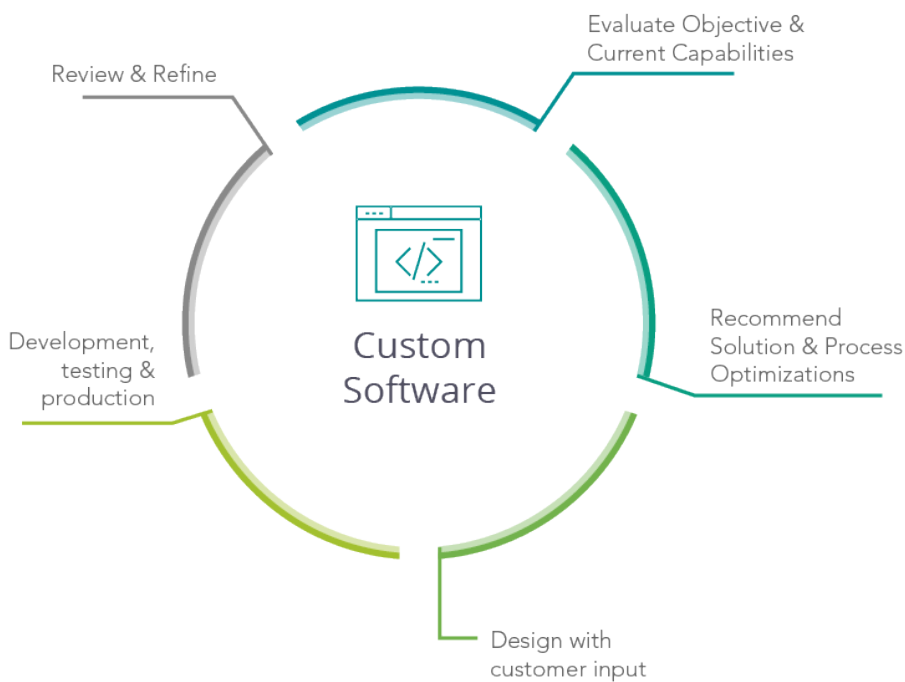 Evaluate Objective &
Current Capabilities
Review & Refine
Recommend
Solution & Process
Optimizations
Development,
testing &
production
Custom
Software
Design with
customer input